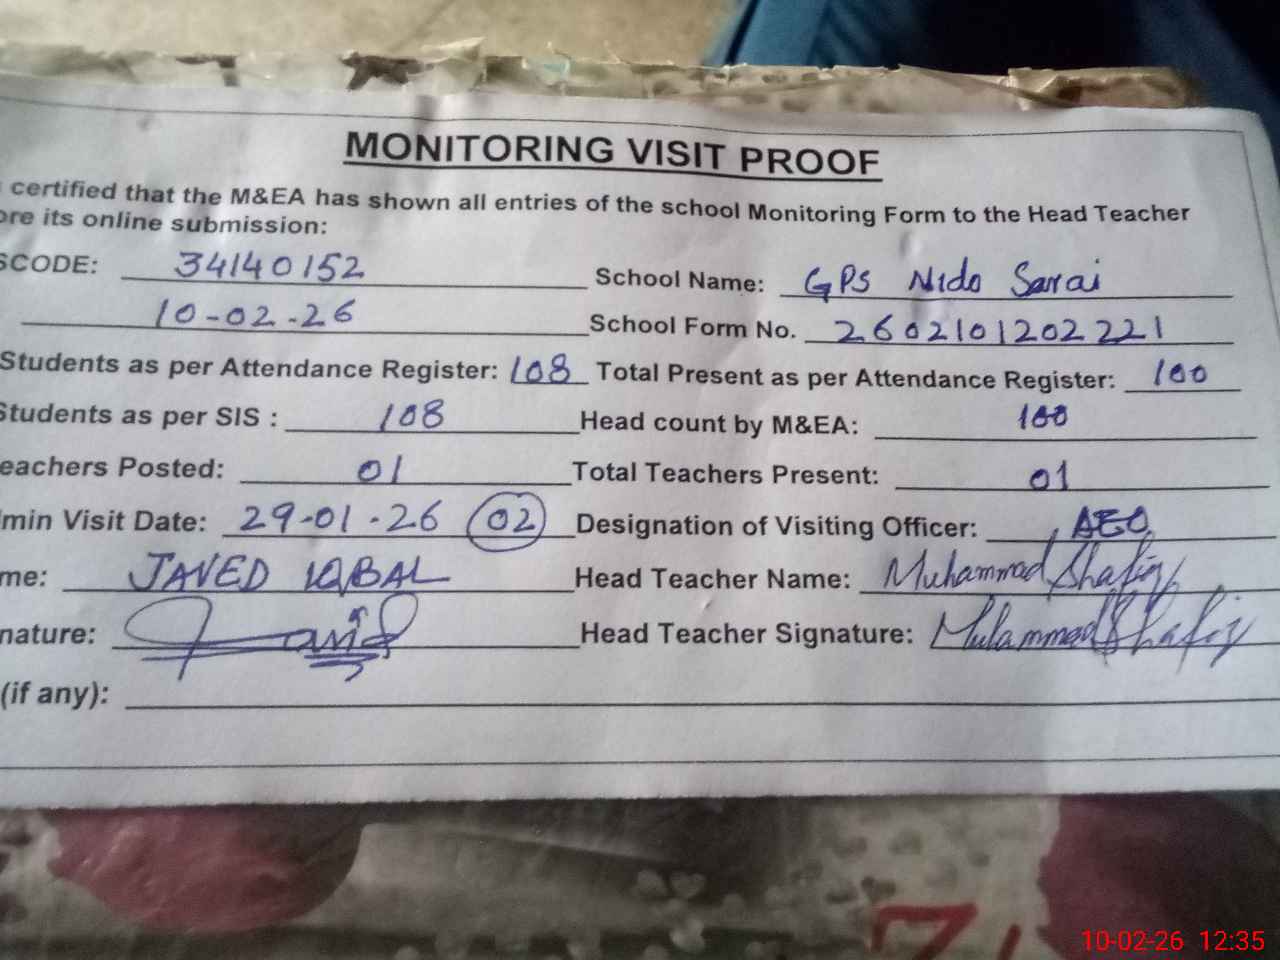 MONITORING VISIT PROOF
certified that the M&EA has shown all entries of the school Monitoring Form to the Head Teacher
ore its online submission:
SCODE: 34140152 School Name: GPS Nido Sarai
10-02-26 School Form No. 2602101202221
Students as per Attendance Register: 108 Total Present as per Attendance Register: 100
Students as per SIS : 108 Head count by M&EA: 100
eachers Posted: 01 Total Teachers Present: 01
min Visit Date: 29-01-26 02 Designation of Visiting Officer: AEO
me: JAVED IQBAL Head Teacher Name: Muhammad Shafiq
nature: Javid Head Teacher Signature: Muhammad Shafiq
(if any):
10-02-26 12:35